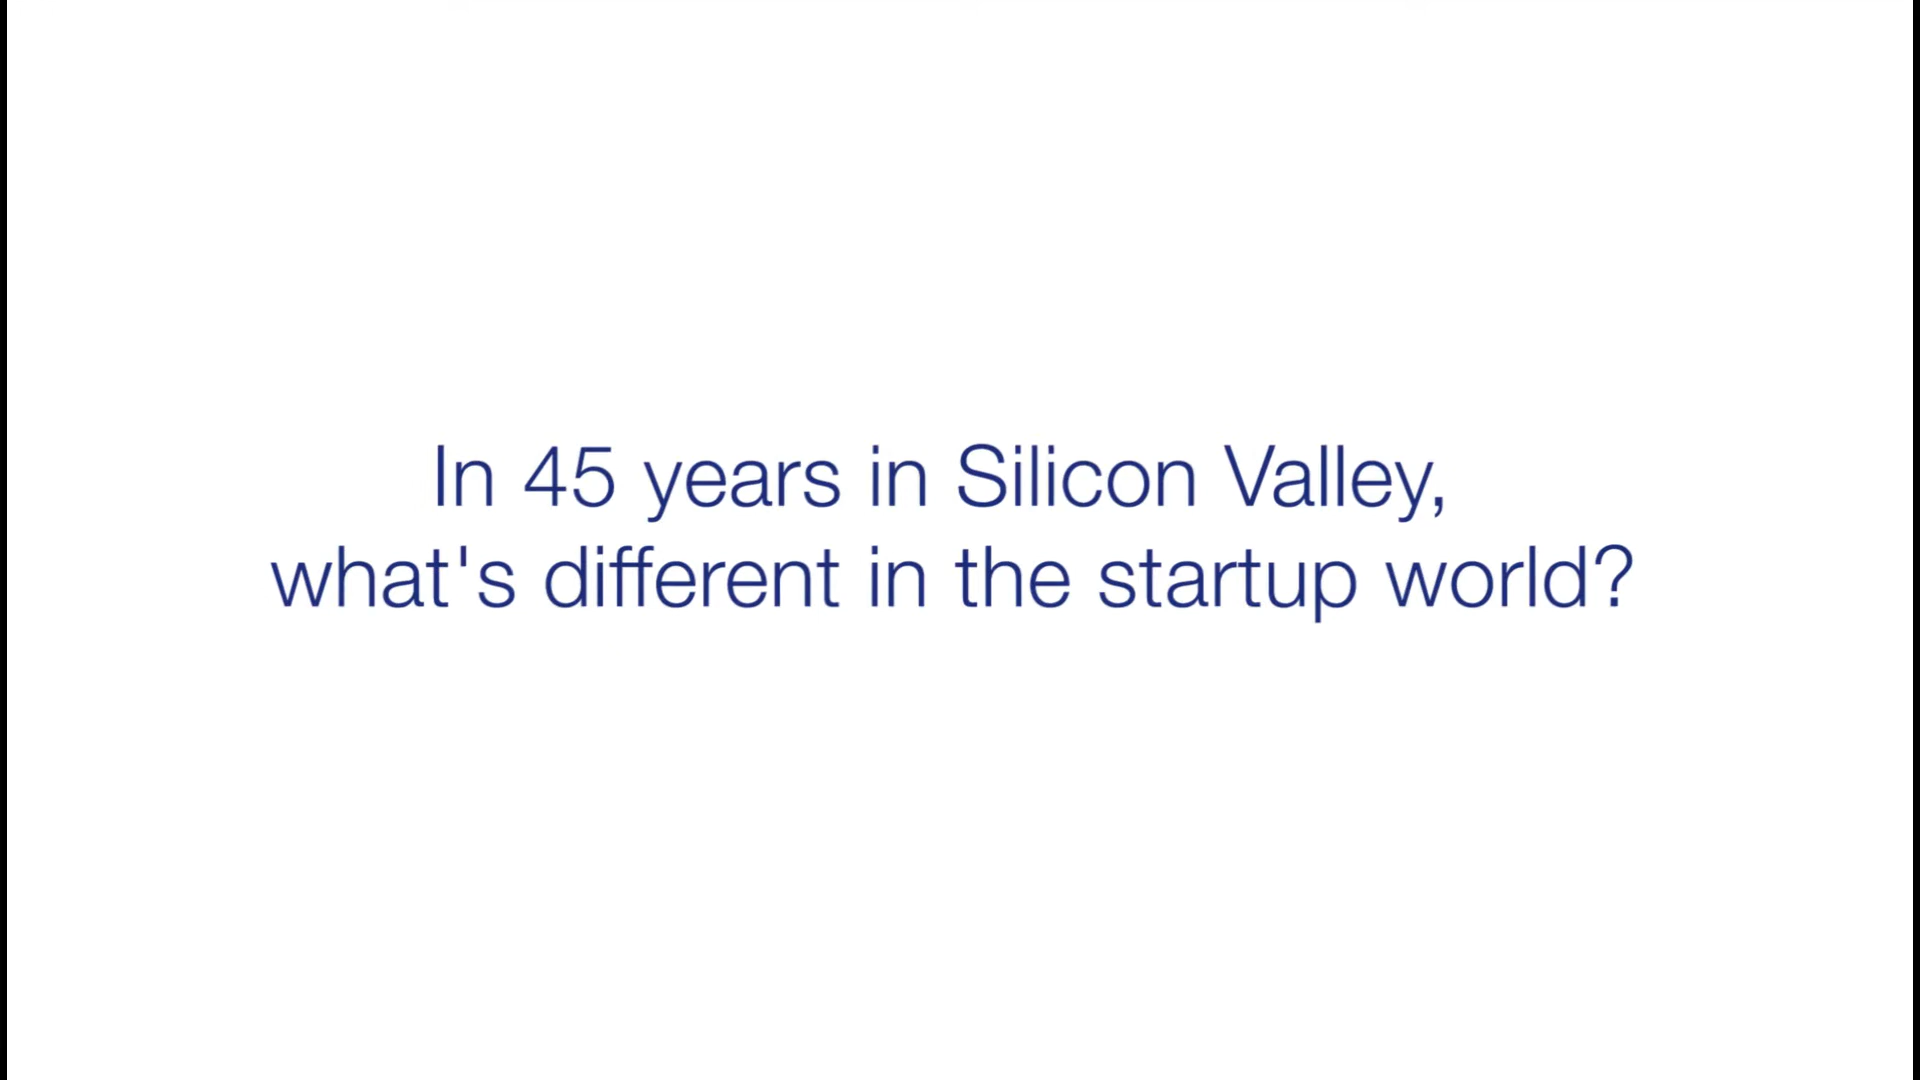 In 45 years in Silicon Valley,
what's different in the startup world?